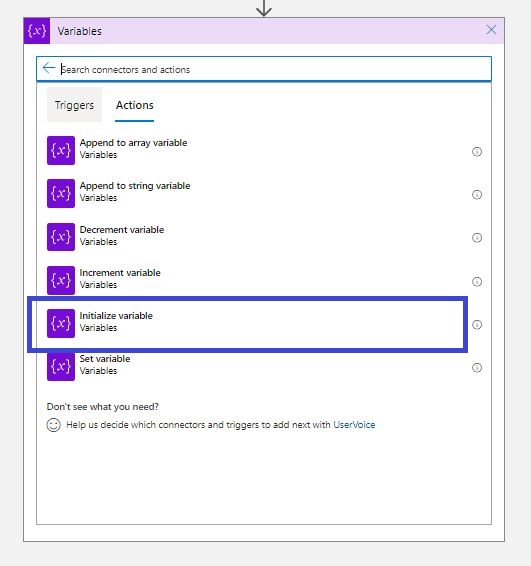 {x} Variables
Search connectors and actions
Triggers Actions
{x} Append to array variable
Variables
{x} Append to string variable
Variables
{x} Decrement variable
Variables
{x} Increment variable
Variables
{x} Initialize variable
Variables
{x} Set variable
Variables
Don't see what you need?
Help us decide which connectors and triggers to add next with UserVoice